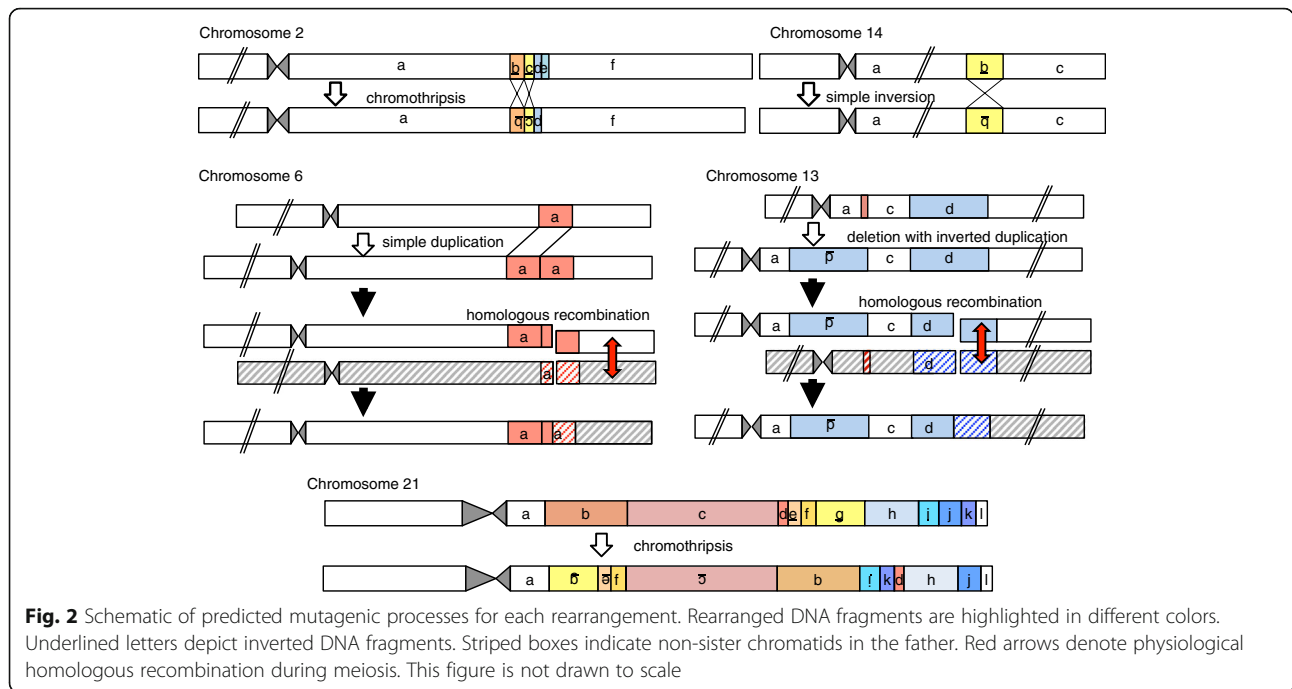 Chromosome 2
a b c d e f
chromothripsis
a q ɔ d f
Chromosome 14
a b c
simple inversion
a q c
Chromosome 6
a
simple duplication
a a
homologous recombination
a
a
a a
Chromosome 13
a c d
deletion with inverted duplication
a p c d
homologous recombination
a p c d
d
a p c d
Chromosome 21
a b c d e f g h i j k l
chromothripsis
a f ɔ b k d h j l
Fig. 2 Schematic of predicted mutagenic processes for each rearrangement. Rearranged DNA fragments are highlighted in different colors.
Underlined letters depict inverted DNA fragments. Striped boxes indicate non-sister chromatids in the father. Red arrows denote physiological
homologous recombination during meiosis. This figure is not drawn to scale